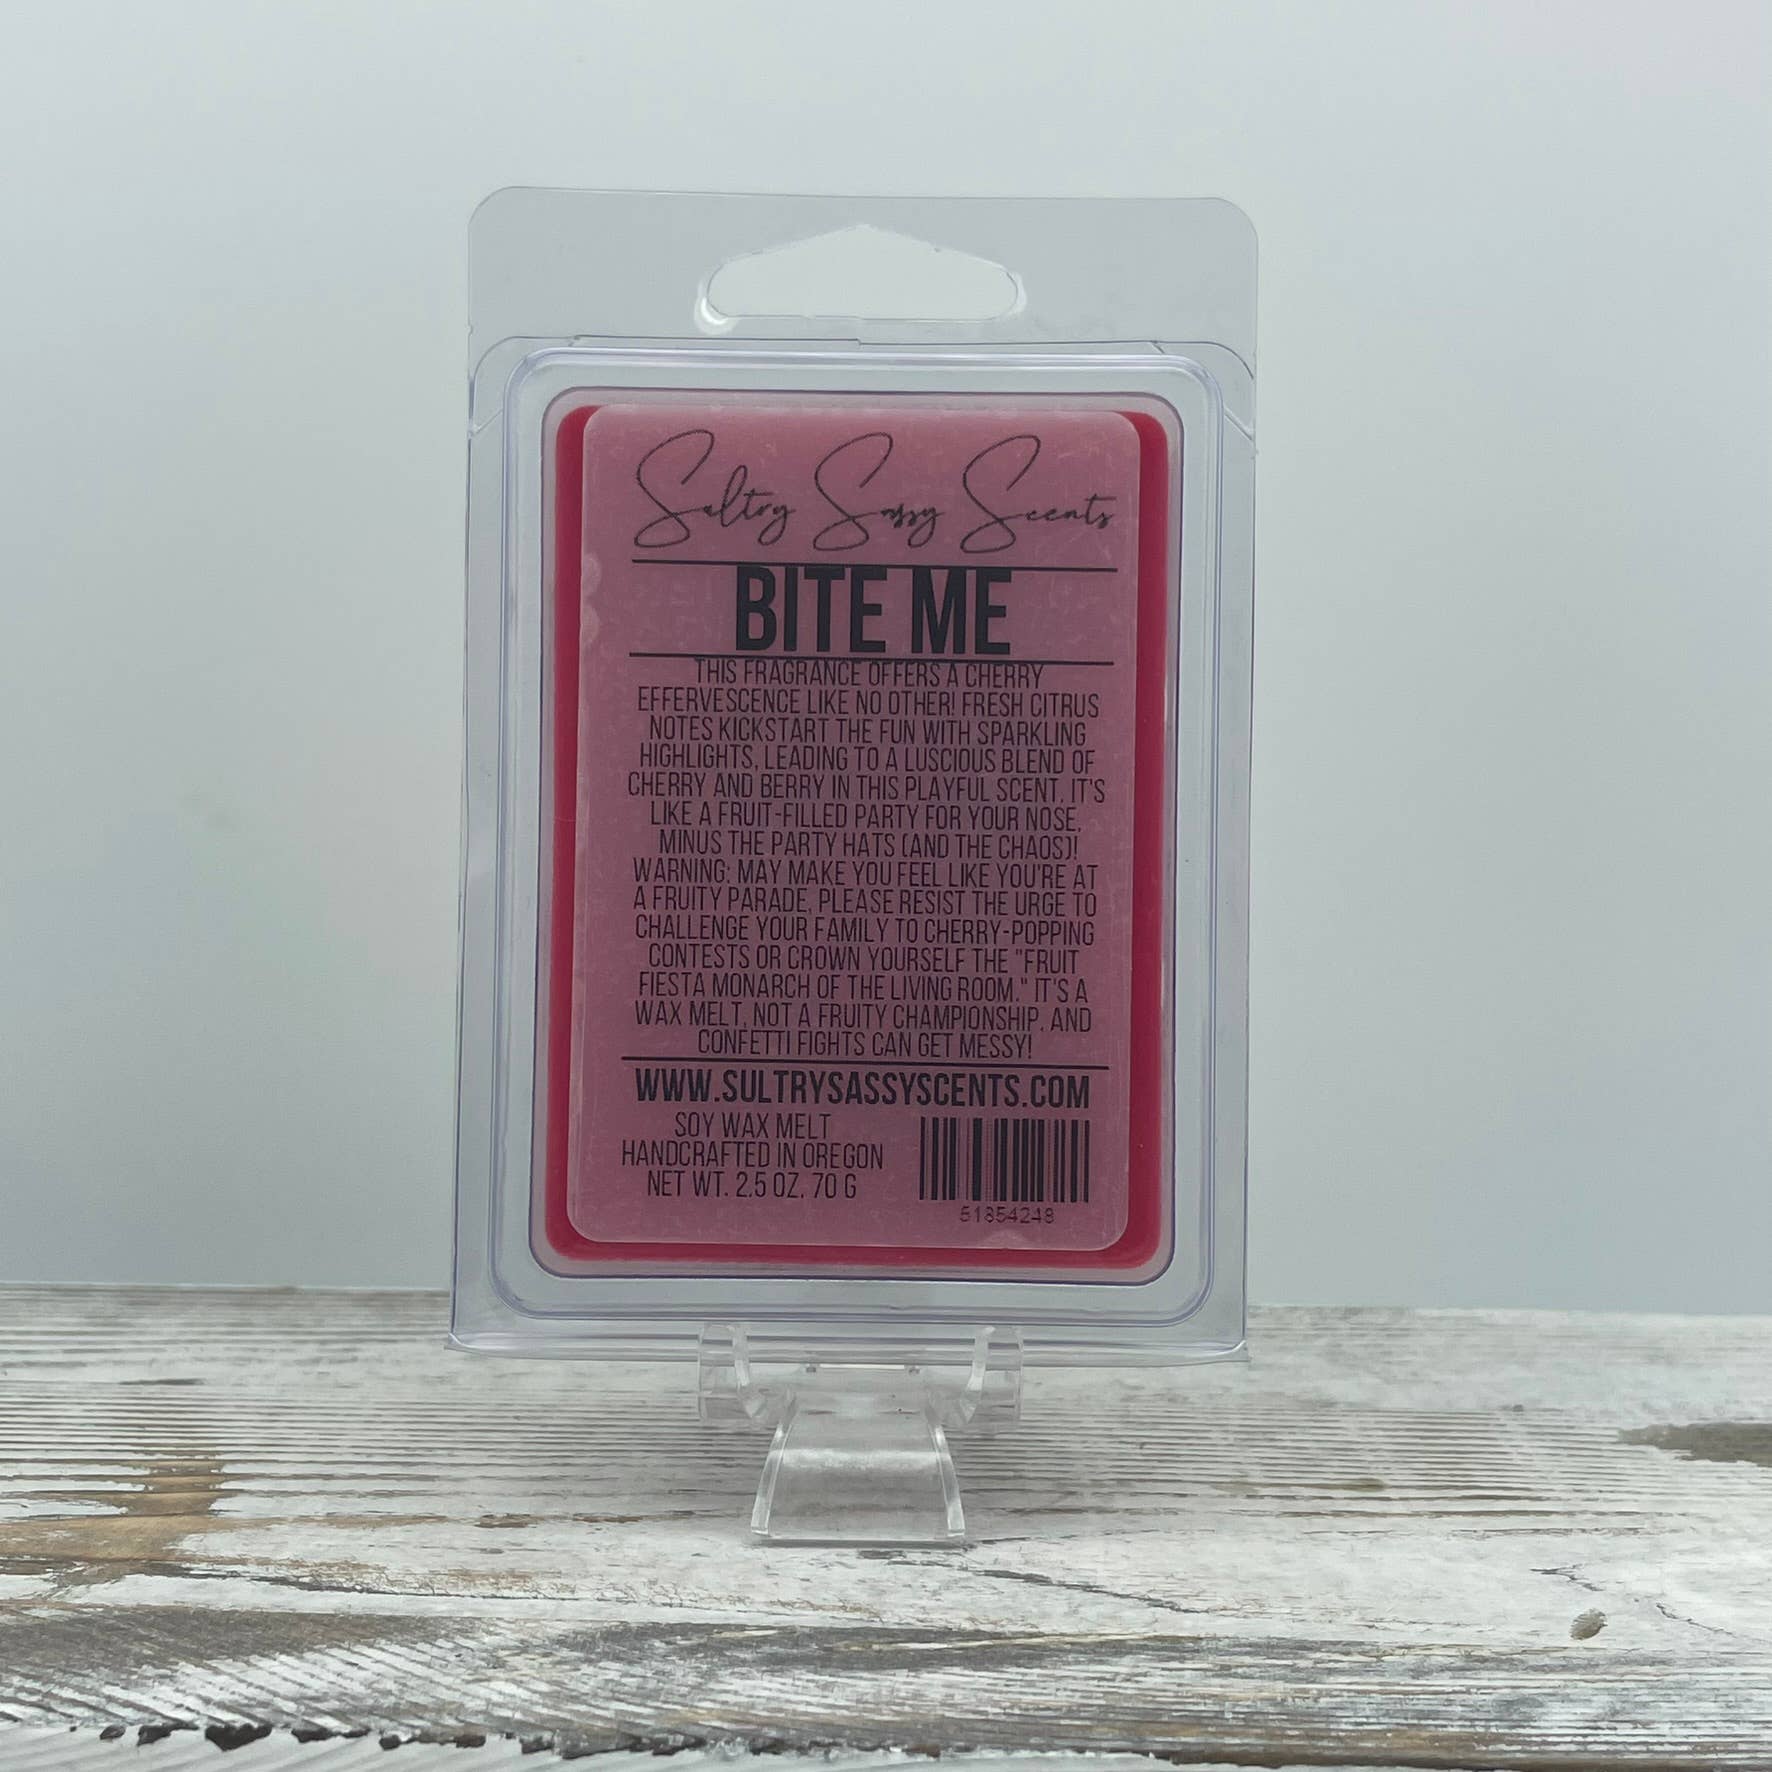 Sultry Sassy Scents
BITE ME
THIS FRAGRANCE OFFERS A CHERRY
EFFERVESCENCE LIKE NO OTHER! FRESH CITRUS
NOTES KICKSTART THE FUN WITH SPARKLING
HIGHLIGHTS, LEADING TO A LUSCIOUS BLEND OF
CHERRY AND BERRY IN THIS PLAYFUL SCENT. IT'S
LIKE A FRUIT-FILLED PARTY FOR YOUR NOSE,
MINUS THE PARTY HATS (AND THE CHAOS)!
WARNING: MAY MAKE YOU FEEL LIKE YOU'RE AT
A FRUITY PARADE, PLEASE RESIST THE URGE TO
CHALLENGE YOUR FAMILY TO CHERRY-POPPING
CONTESTS OR CROWN YOURSELF THE "FRUIT
FIESTA MONARCH OF THE LIVING ROOM." IT'S A
WAX MELT, NOT A FRUITY CHAMPIONSHIP, AND
CONFETTI FIGHTS CAN GET MESSY!
WWW.SULTRYSASSYSCENTS.COM
SOY WAX MELT
HANDCRAFTED IN OREGON
NET WT. 2.5 OZ, 70 G
51854248